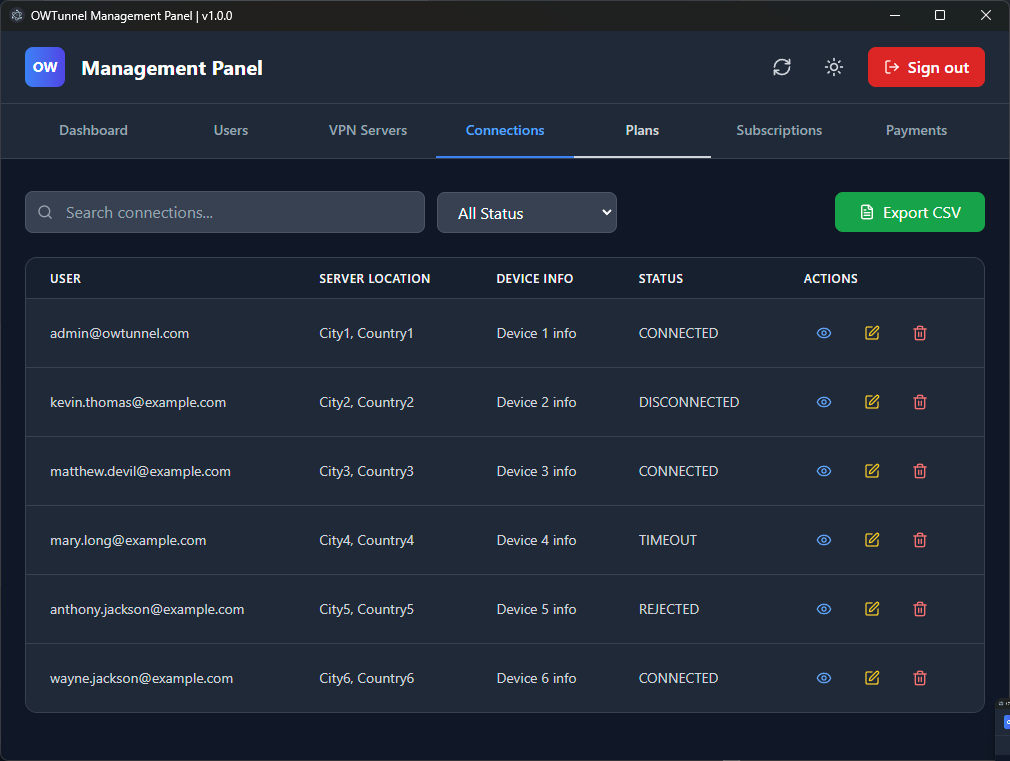 OWTunnel Management Panel | v1.0.0
OW Management Panel Sign out
Dashboard Users VPN Servers Connections Plans Subscriptions Payments
Search connections... All Status Export CSV
USER SERVER LOCATION DEVICE INFO STATUS ACTIONS
admin@owtunnel.com City1, Country1 Device 1 info CONNECTED
kevin.thomas@example.com City2, Country2 Device 2 info DISCONNECTED
matthew.devil@example.com City3, Country3 Device 3 info CONNECTED
mary.long@example.com City4, Country4 Device 4 info TIMEOUT
anthony.jackson@example.com City5, Country5 Device 5 info REJECTED
wayne.jackson@example.com City6, Country6 Device 6 info CONNECTED